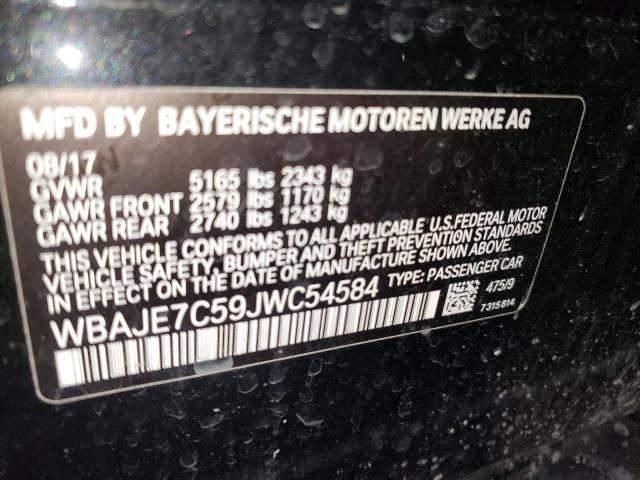 MFD BY BAYERISCHE MOTOREN WERKE AG
08/17
GVWR 5165 lbs 2343 kg
GAWR FRONT 2579 lbs 1170 kg
GAWR REAR 2740 lbs 1243 kg
THIS VEHICLE CONFORMS TO ALL APPLICABLE U.S.FEDERAL MOTOR
VEHICLE SAFETY, BUMPER AND THEFT PREVENTION STANDARDS
IN EFFECT ON THE DATE OF MANUFACTURE SHOWN ABOVE.
WBAJE7C59JWC54584 TYPE: PASSENGER CAR
475/9
7315814